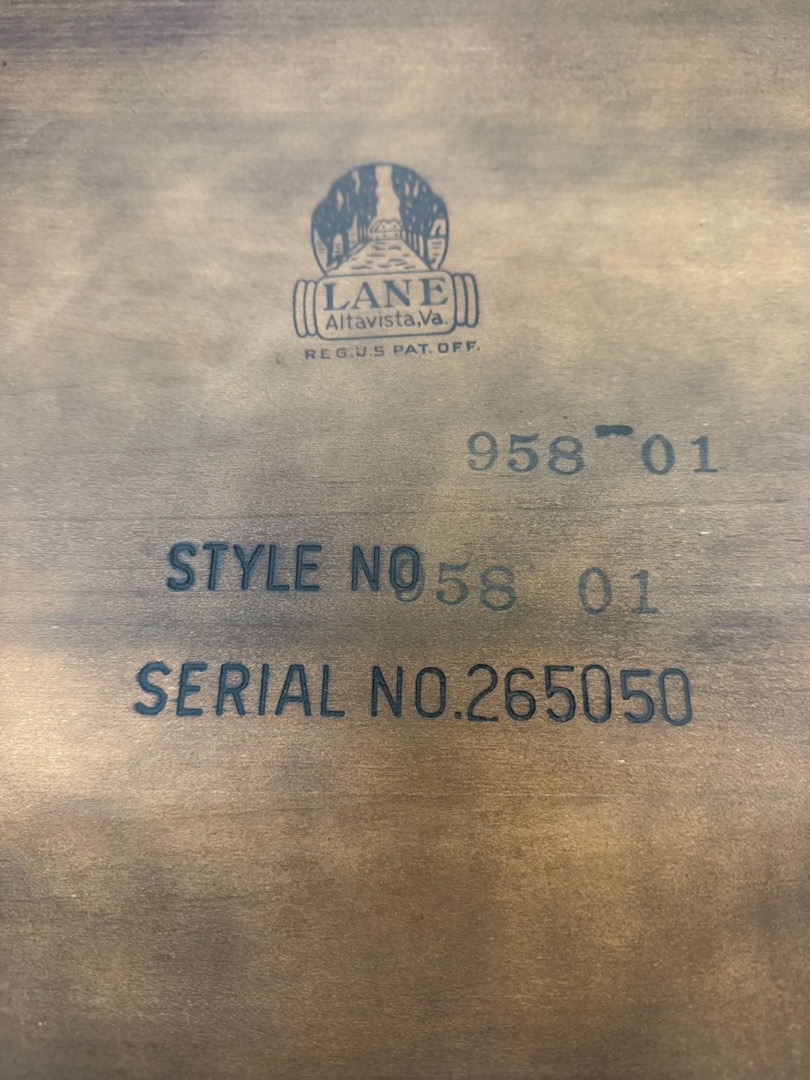 LANE
Altavista,Va.
REG.U.S PAT. OFF.
958-01
STYLE NO 958 01
SERIAL NO.265050